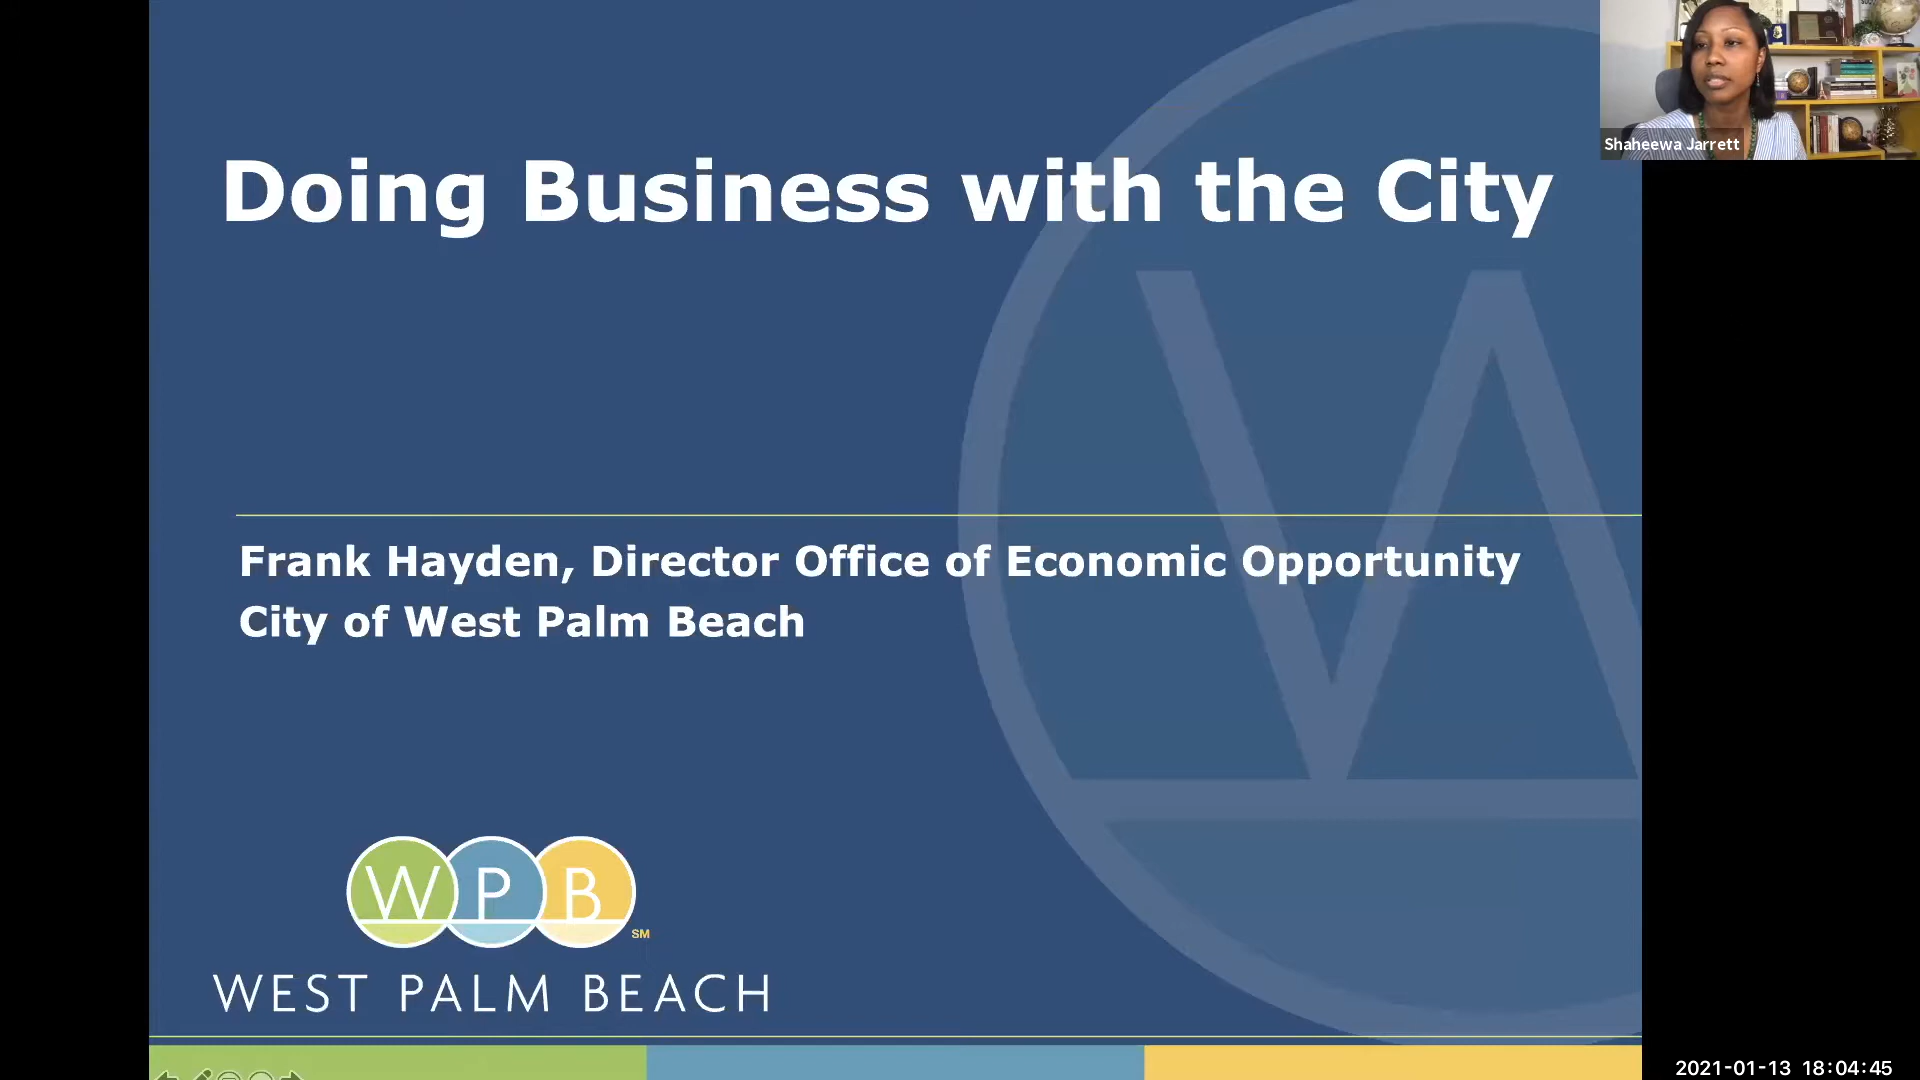 Doing Business with the City
Shaheewa Jarrett
Frank Hayden, Director Office of Economic Opportunity
City of West Palm Beach
WPB
SM
WEST PALM BEACH
2021-01-13 18:04:45